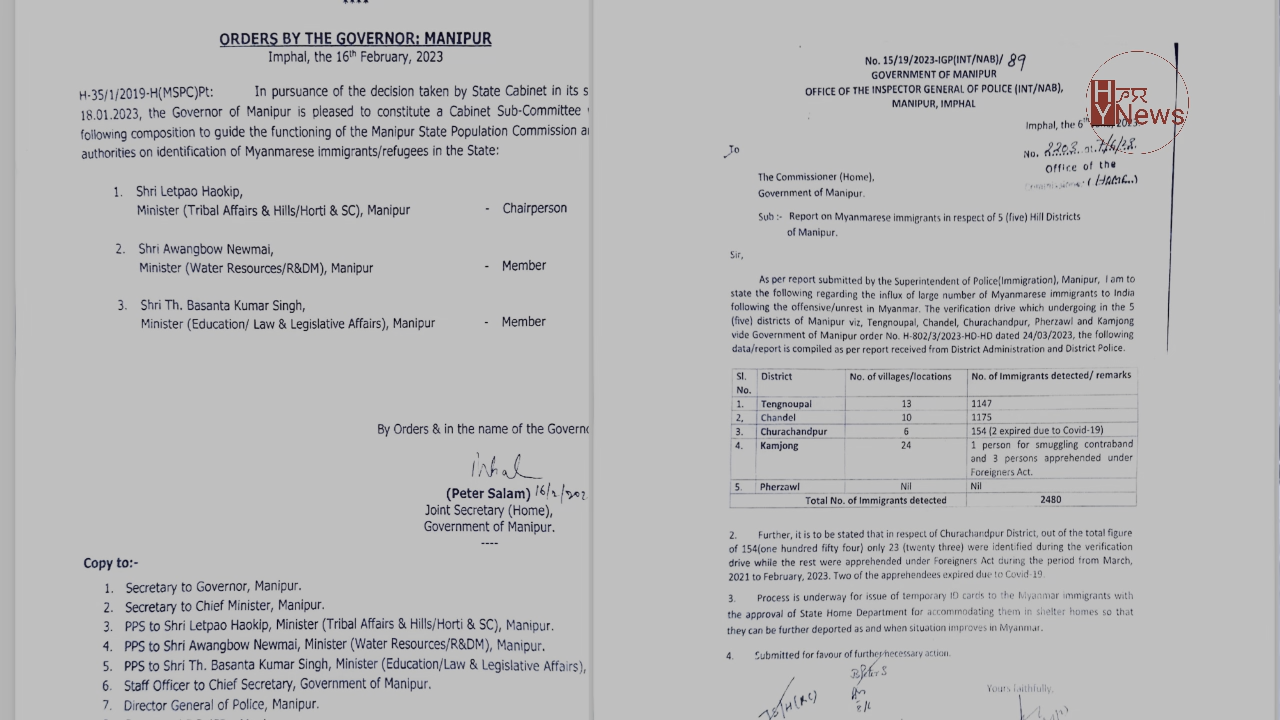 ****
ORDERS BY THE GOVERNOR: MANIPUR
Imphal, the 16th February, 2023
H-35/1/2019-H(MSPC)Pt: In pursuance of the decision taken by State Cabinet in its s
18.01.2023, the Governor of Manipur is pleased to constitute a Cabinet Sub-Committee
following composition to guide the functioning of the Manipur State Population Commission a
authorities on identification of Myanmarese immigrants/refugees in the State:
1. Shri Letpao Haokip,
Minister (Tribal Affairs & Hills/Horti & SC), Manipur - Chairperson
2. Shri Awangbow Newmai,
Minister (Water Resources/R&DM), Manipur - Member
3. Shri Th. Basanta Kumar Singh,
Minister (Education/ Law & Legislative Affairs), Manipur - Member
By Orders & in the name of the Governo
(Peter Salam) 16/2/202
Joint Secretary (Home),
Government of Manipur.
----
Copy to:-
1. Secretary to Governor, Manipur.
2. Secretary to Chief Minister, Manipur.
3. PPS to Shri Letpao Haokip, Minister (Tribal Affairs & Hills/Horti & SC), Manipur.
4. PPS to Shri Awangbow Newmai, Minister (Water Resources/R&DM), Manipur.
5. PPS to Shri Th. Basanta Kumar Singh, Minister (Education/Law & Legislative Affairs),
6. Staff Officer to Chief Secretary, Government of Manipur.
7. Director General of Police, Manipur.
HY News
No. 15/19/2023-IGP(INT/NAB)/ 89
GOVERNMENT OF MANIPUR
OFFICE OF THE INSPECTOR GENERAL OF POLICE (INT/NAB),
MANIPUR, IMPHAL
Imphal, the 6th
No.
Office of the
(Home)
To
The Commissioner (Home),
Government of Manipur.
Sub :- Report on Myanmarese immigrants in respect of 5 (five) Hill Districts
of Manipur.
Sir,
As per report submitted by the Superintendent of Police(Immigration), Manipur, I am to
state the following regarding the influx of large number of Myanmarese immigrants to India
following the offensive/unrest in Myanmar. The verification drive which undergoing in the 5
(five) districts of Manipur viz, Tengnoupal, Chandel, Churachandpur, Pherzawl and Kamjong
vide Government of Manipur order No. H-802/3/2023-HD-HD dated 24/03/2023, the following
data/report is compiled as per report received from District Administration and District Police.
Sl. No. District No. of villages/locations No. of Immigrants detected/ remarks
1. Tengnoupal 13 1147
2, Chandel 10 1175
3. Churachandpur 6 154 (2 expired due to Covid-19)
4. Kamjong 24 1 person for smuggling contraband
and 3 persons apprehended under
Foreigners Act.
5. Pherzawl Nil Nil
Total No. of Immigrants detected 2480
2. Further, it is to be stated that in respect of Churachandpur District, out of the total figure
of 154(one hundred fifty four) only 23 (twenty three) were identified during the verification
drive while the rest were apprehended under Foreigners Act during the period from March,
2021 to February, 2023. Two of the apprehendees expired due to Covid-19.
3. Process is underway for issue of temporary ID cards to the Myanmar immigrants with
the approval of State Home Department for accommodating them in shelter homes so that
they can be further deported as and when situation improves in Myanmar.
4. Submitted for favour of further necessary action.
Yours faithfully,